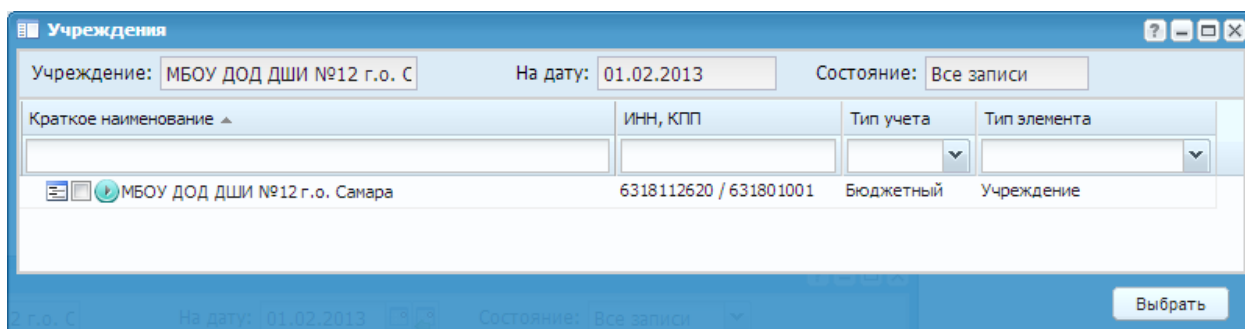 Учреждения
Учреждение: МБОУ ДОД ДШИ №12 г.о. С На дату: 01.02.2013 Состояние: Все записи
Краткое наименование ИНН, КПП Тип учета Тип элемента
МБОУ ДОД ДШИ №12 г.о. Самара 6318112620 / 631801001 Бюджетный Учреждение
Выбрать
2 г.о. С На дату: 01.02.2013 Состояние: Все записи